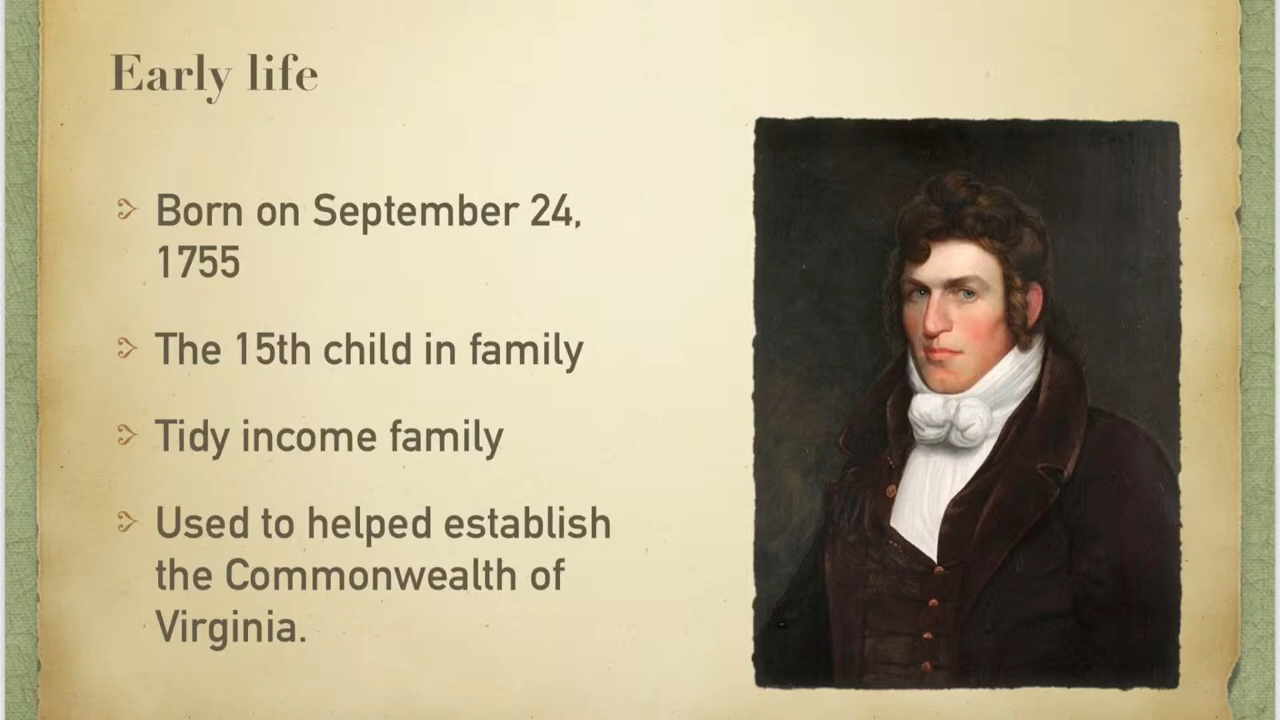 Early life
Born on September 24,
1755
The 15th child in family
Tidy income family
Used to helped establish
the Commonwealth of
Virginia.